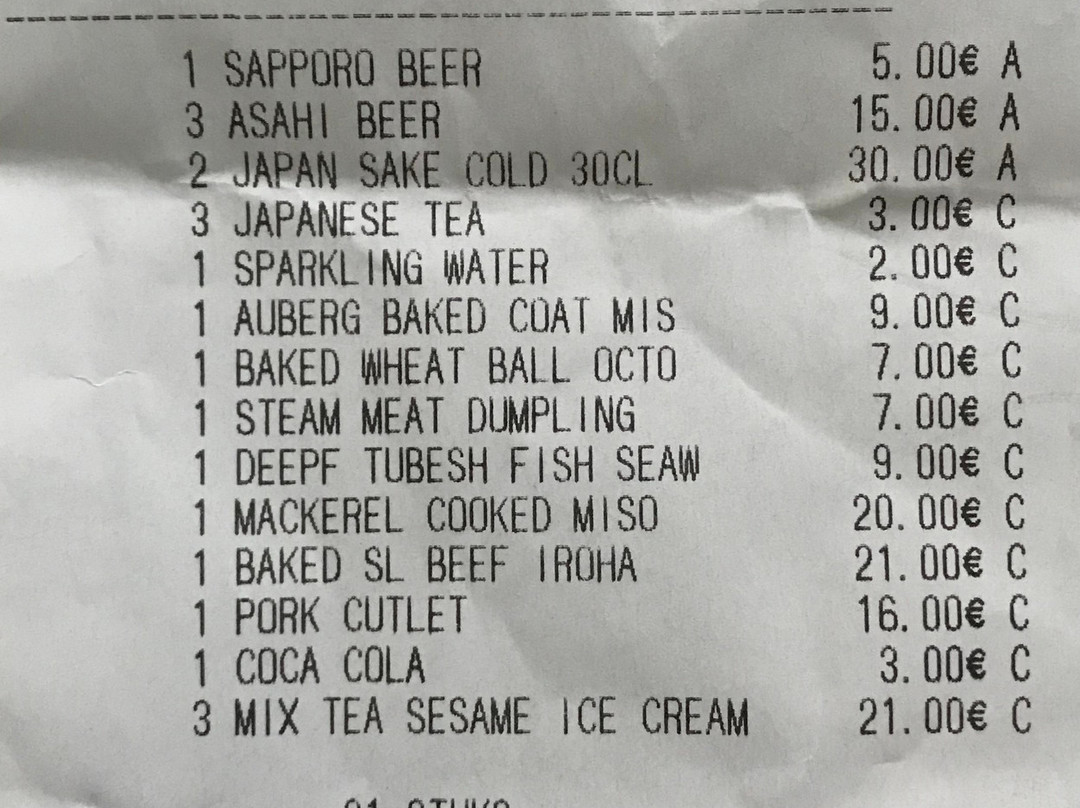 1 SAPPORO BEER 5.00€ A
3 ASAHI BEER 15.00€ A
2 JAPAN SAKE COLD 30CL 30.00€ A
3 JAPANESE TEA 3.00€ C
1 SPARKLING WATER 2.00€ C
1 AUBERG BAKED COAT MIS 9.00€ C
1 BAKED WHEAT BALL OCTO 7.00€ C
1 STEAM MEAT DUMPLING 7.00€ C
1 DEEPF TUBESH FISH SEAW 9.00€ C
1 MACKEREL COOKED MISO 20.00€ C
1 BAKED SL BEEF IROHA 21.00€ C
1 PORK CUTLET 16.00€ C
1 COCA COLA 3.00€ C
3 MIX TEA SESAME ICE CREAM 21.00€ C